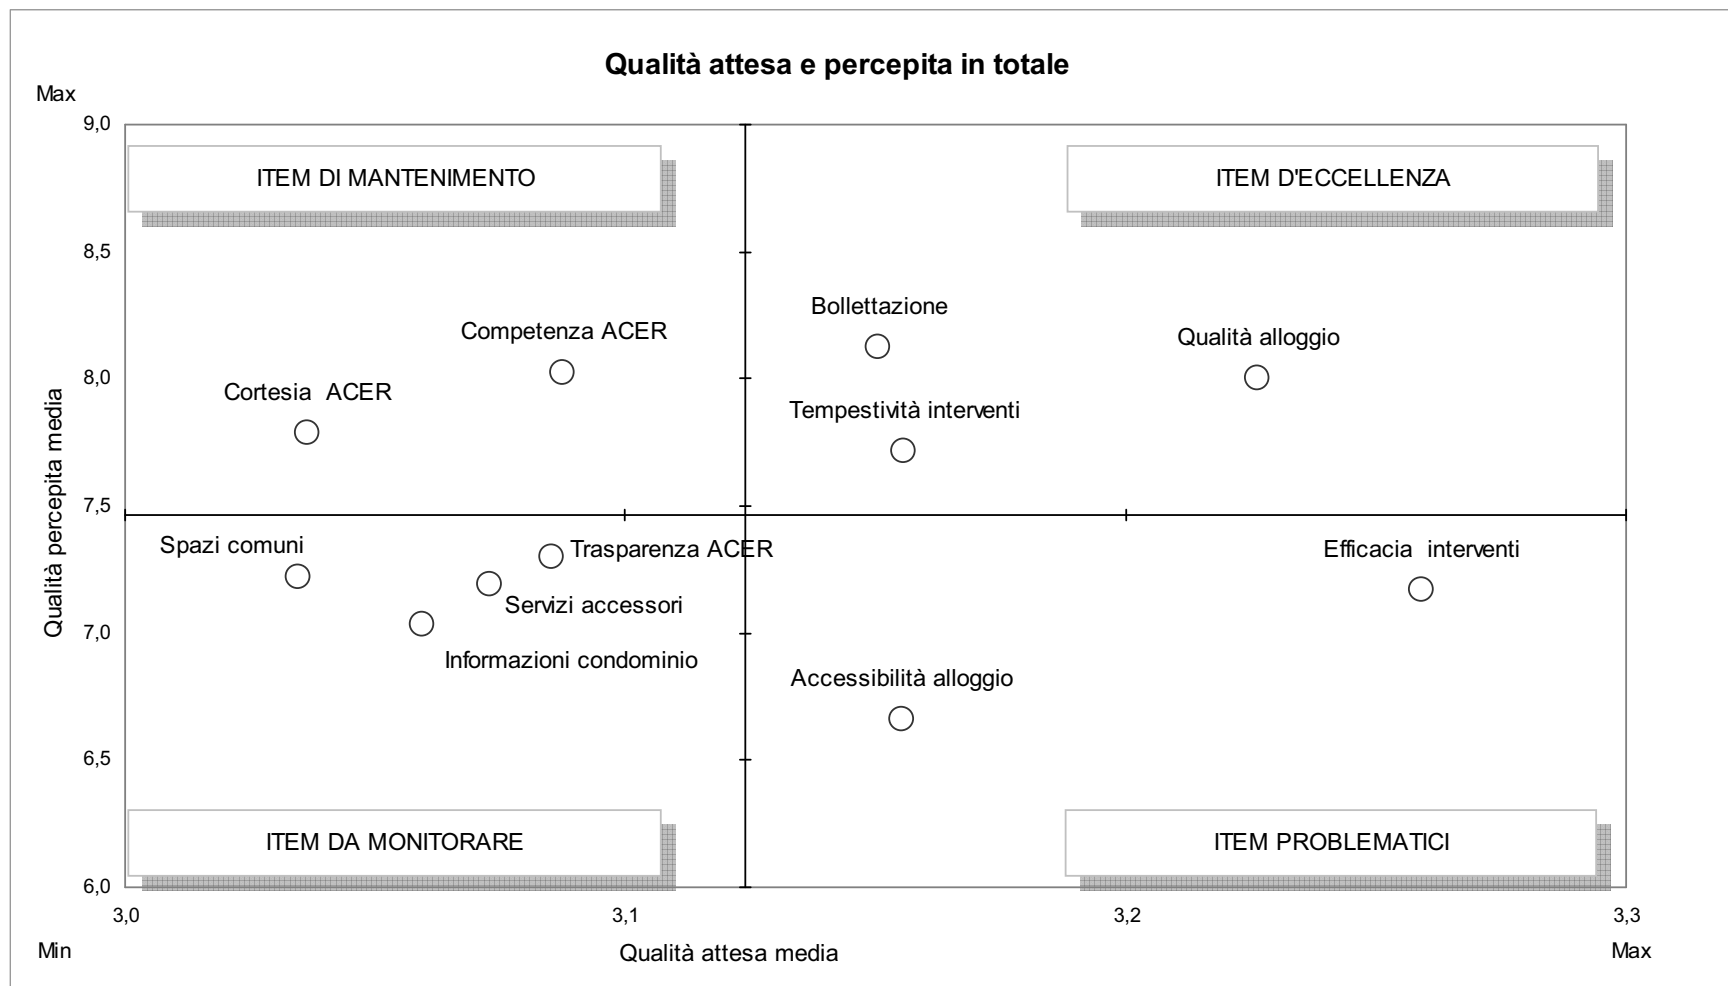 Qualità attesa e percepita in totale
Max
9,0
ITEM DI MANTENIMENTO
ITEM D'ECCELLENZA
8,5
Bollettazione
Competenza ACER
Qualità alloggio
8,0
Cortesia ACER
Tempestività interventi
Qualità percepita media
7,5
Spazi comuni
Trasparenza ACER
Efficacia interventi
Servizi accessori
7,0
Informazioni condominio
Accessibilità alloggio
6,5
ITEM DA MONITORARE
ITEM PROBLEMATICI
6,0
3,0
3,1
3,2
3,3
Min
Qualità attesa media
Max